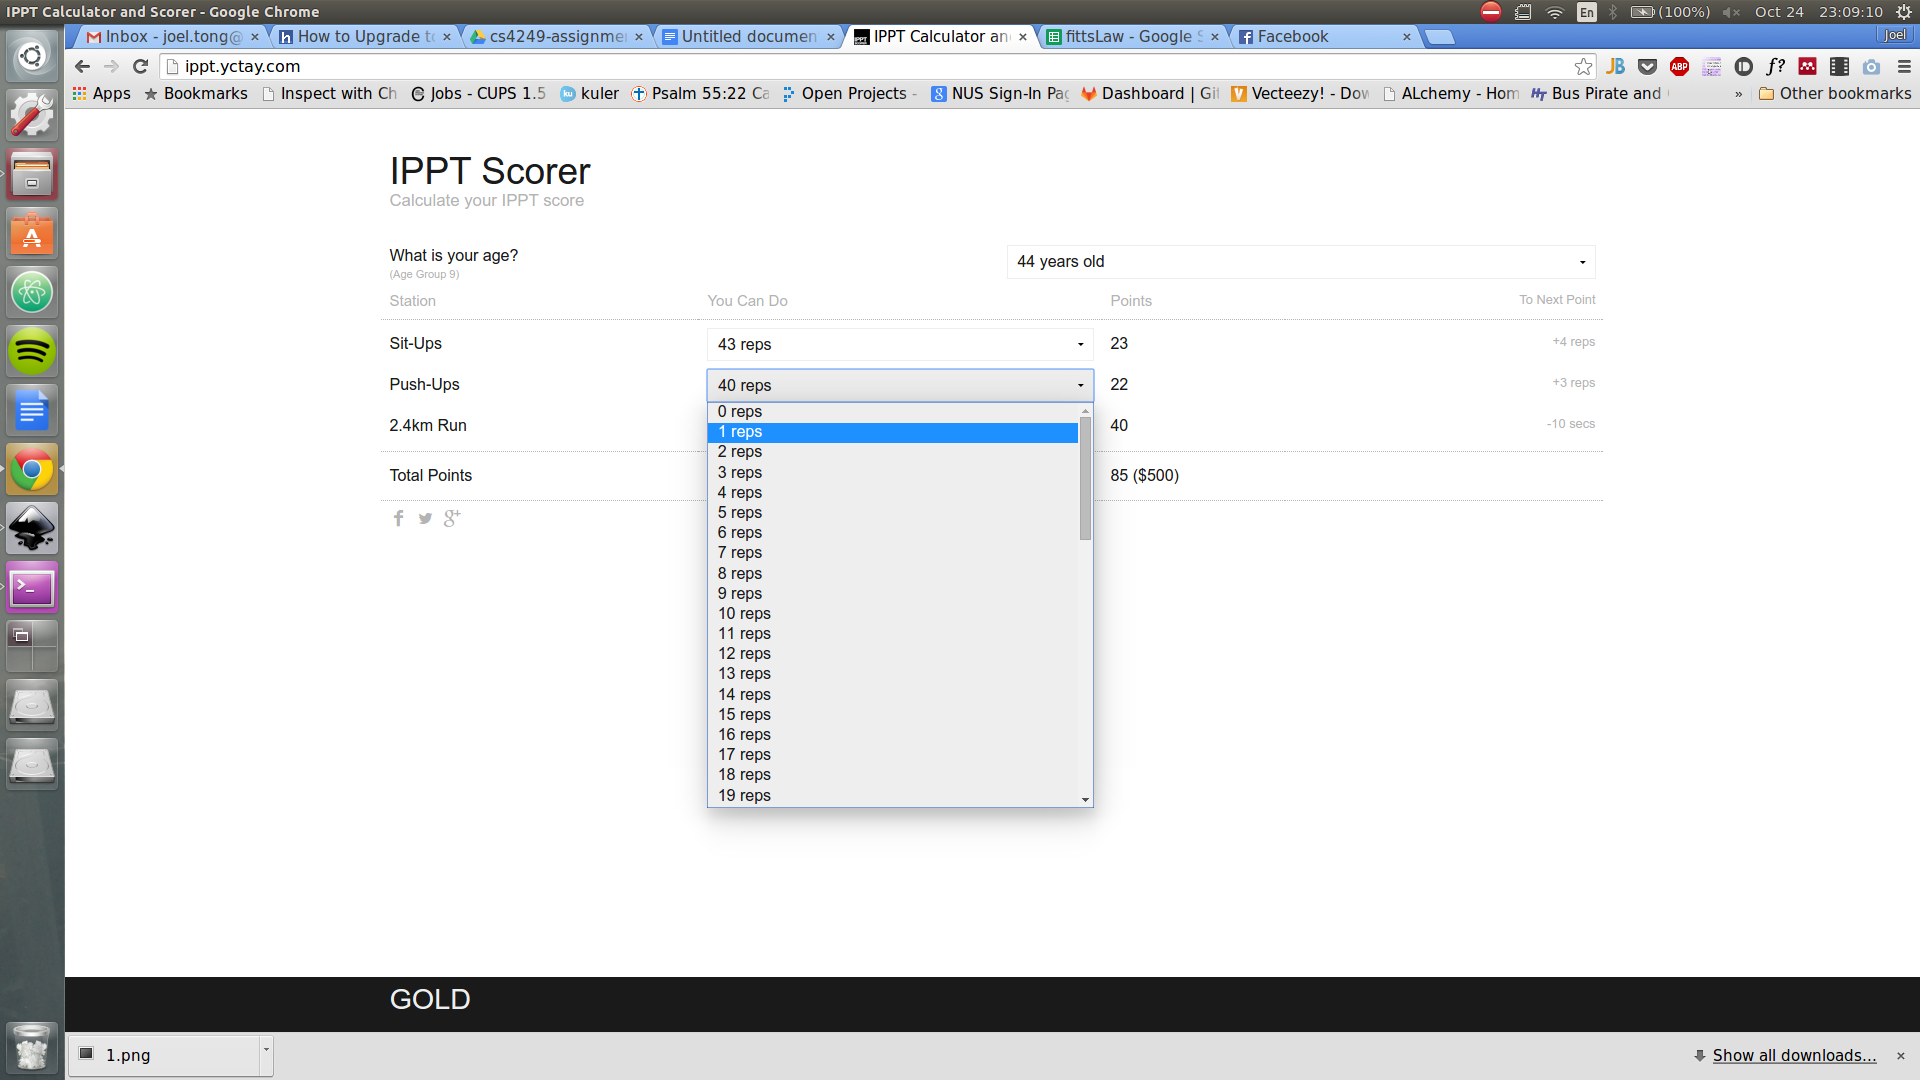 IPPT Calculator and Scorer - Google Chrome
En
(100%)
Oct 24 23:09:10
Inbox - joel.tong@
How to Upgrade to
cs4249-assignmen
Untitled documen
IPPT Calculator an
fittsLaw - Google S
Facebook
Joel
ippt.yctay.com
JB
ABP
f?
Apps
Bookmarks
Inspect with Ch
Jobs - CUPS 1.5
kuler
Psalm 55:22 Ca
Open Projects -
NUS Sign-In Pag
Dashboard | Git
Vecteezy! - Dow
ALchemy - Hom
Bus Pirate and
»
Other bookmarks
IPPT Scorer
Calculate your IPPT score
What is your age?
(Age Group 9)
44 years old
Station
You Can Do
Points
To Next Point
Sit-Ups
43 reps
23
+4 reps
Push-Ups
40 reps
22
+3 reps
2.4km Run
40
-10 secs
Total Points
85 ($500)
0 reps
1 reps
2 reps
3 reps
4 reps
5 reps
6 reps
7 reps
8 reps
9 reps
10 reps
11 reps
12 reps
13 reps
14 reps
15 reps
16 reps
17 reps
18 reps
19 reps
GOLD
1.png
Show all downloads...